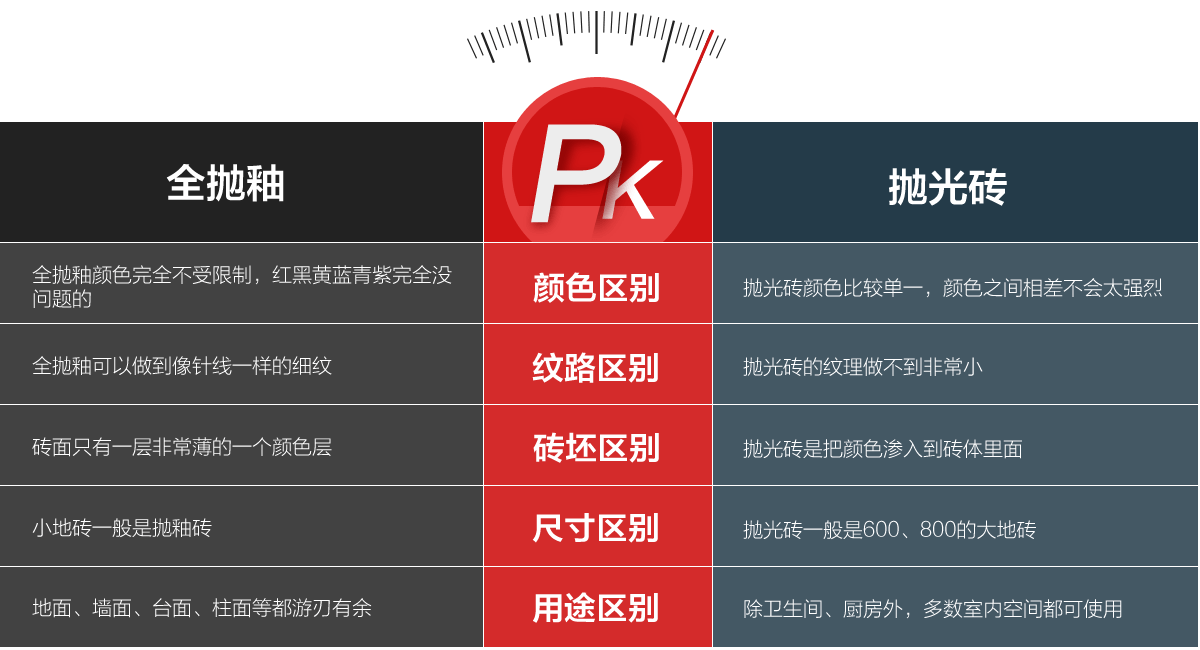 全抛釉
PK
抛光砖
全抛釉颜色完全不受限制，红黑黄蓝青紫完全没
问题的
颜色区别
抛光砖颜色比较单一，颜色之间相差不会太强烈
全抛釉可以做到像针线一样的细纹
纹路区别
抛光砖的纹理做不到非常小
砖面只有一层非常薄的一个颜色层
砖坯区别
抛光砖是把颜色渗入到砖体里面
小地砖一般是抛釉砖
尺寸区别
抛光砖一般是600、800的大地砖
地面、墙面、台面、柱面等都游刃有余
用途区别
除卫生间、厨房外，多数室内空间都可使用